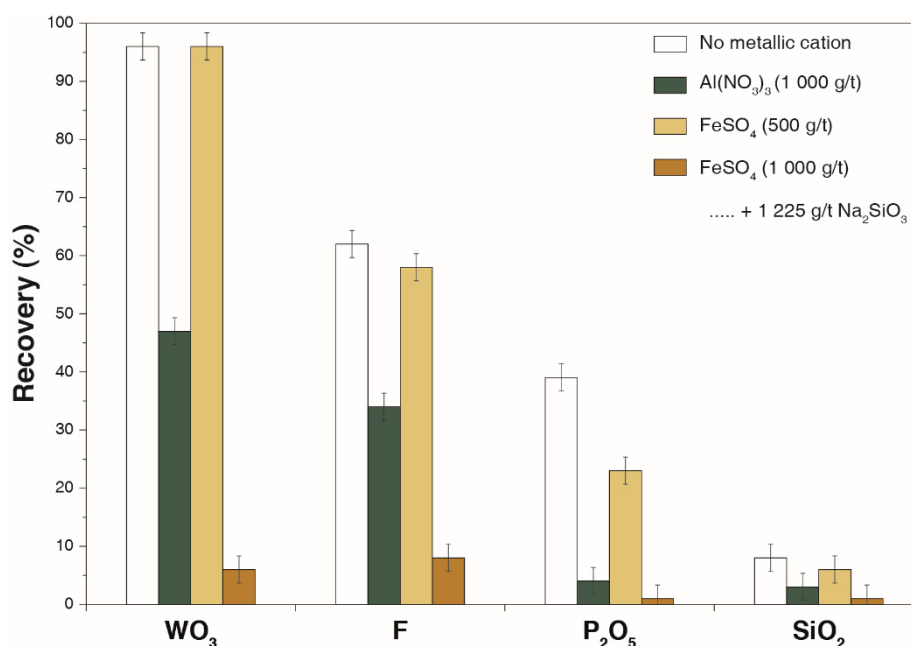 100
90
80
70
60
50
40
30
20
10
0
Recovery (%)
No metallic cation
Al(NO₃)₃ (1 000 g/t)
FeSO₄ (500 g/t)
FeSO₄ (1 000 g/t)
..... + 1 225 g/t Na₂SiO₃
WO₃ F P₂O₅ SiO₂